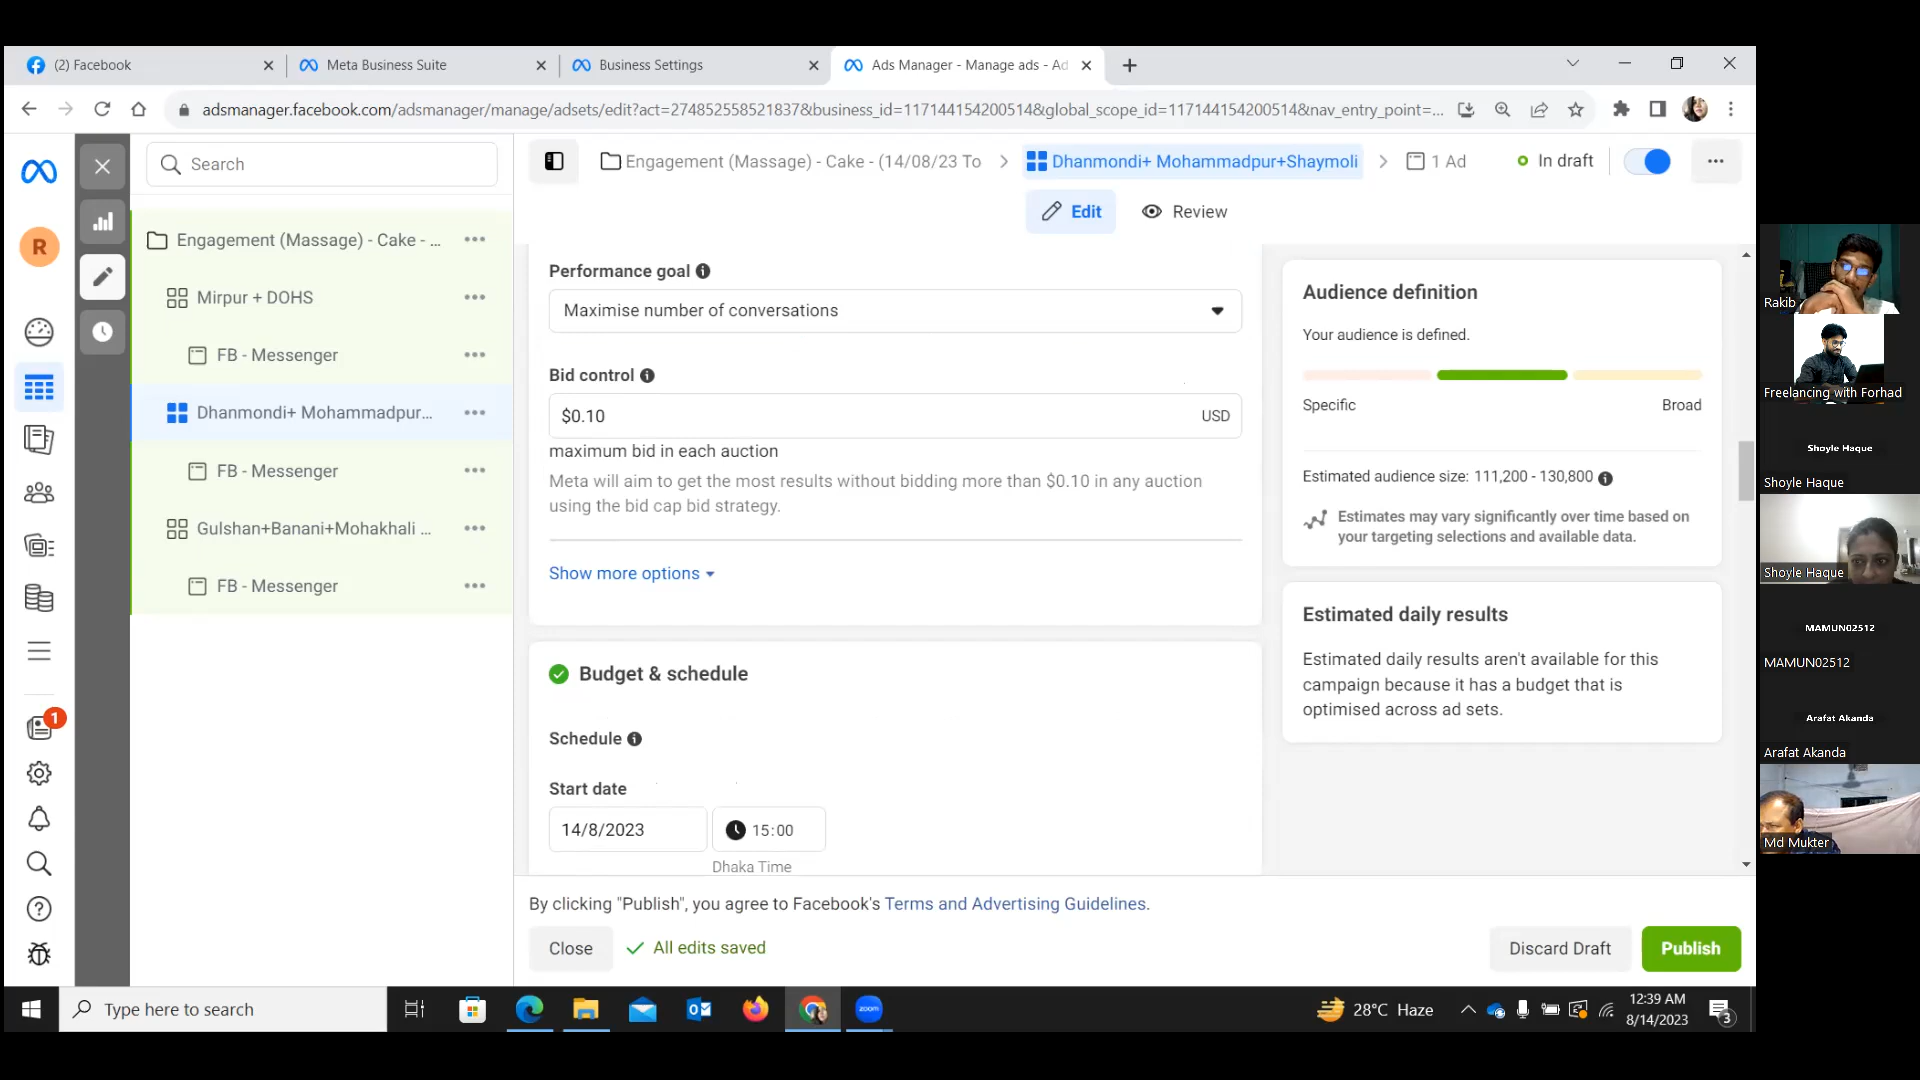 (2) Facebook
Meta Business Suite
Business Settings
Ads Manager - Manage ads - Ad
adsmanager.facebook.com/adsmanager/manage/adsets/edit?act=274852558521837&business_id=117144154200514&global_scope_id=117144154200514&nav_entry_point=...
Search
Engagement (Massage) - Cake - (14/08/23 To
Dhanmondi+ Mohammadpur+Shaymoli
1 Ad
In draft
Edit
Review
R
Engagement (Massage) - Cake - ...
Mirpur + DOHS
FB - Messenger
Dhanmondi+ Mohammadpur...
FB - Messenger
Gulshan+Banani+Mohakhali ...
FB - Messenger
1
Performance goal
Maximise number of conversations
Bid control
$0.10
USD
maximum bid in each auction
Meta will aim to get the most results without bidding more than $0.10 in any auction
using the bid cap bid strategy.
Show more options
Budget & schedule
Schedule
Start date
14/8/2023
15:00
Dhaka Time
Audience definition
Your audience is defined.
Specific
Broad
Estimated audience size: 111,200 - 130,800
Estimates may vary significantly over time based on
your targeting selections and available data.
Estimated daily results
Estimated daily results aren't available for this
campaign because it has a budget that is
optimised across ad sets.
By clicking "Publish", you agree to Facebook's Terms and Advertising Guidelines.
Close
All edits saved
Discard Draft
Publish
Type here to search
zoom
28°C Haze
12:39 AM
8/14/2023
3
Rakib
Freelancing with Forhad
Shoyle Haque
Shoyle Haque
Shoyle Haque
MAMUN02512
MAMUN02512
Arafat Akanda
Arafat Akanda
Md Mukter